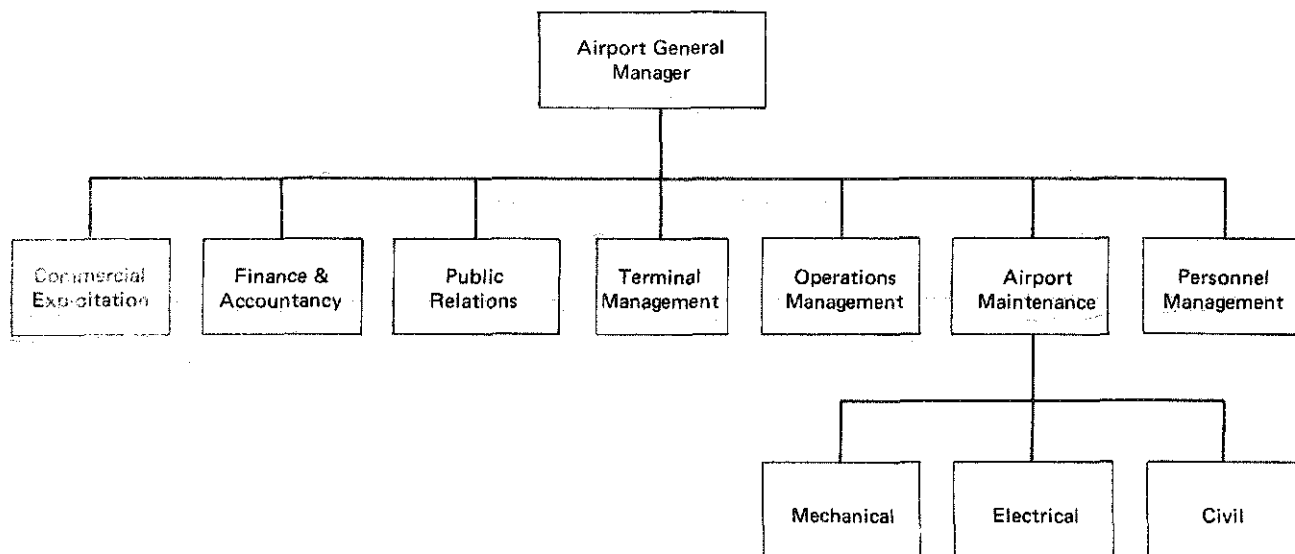 Airport General
Manager
Commercial
Exploitation
Finance &
Accountancy
Public
Relations
Terminal
Management
Operations
Management
Airport
Maintenance
Personnel
Management
Mechanical
Electrical
Civil